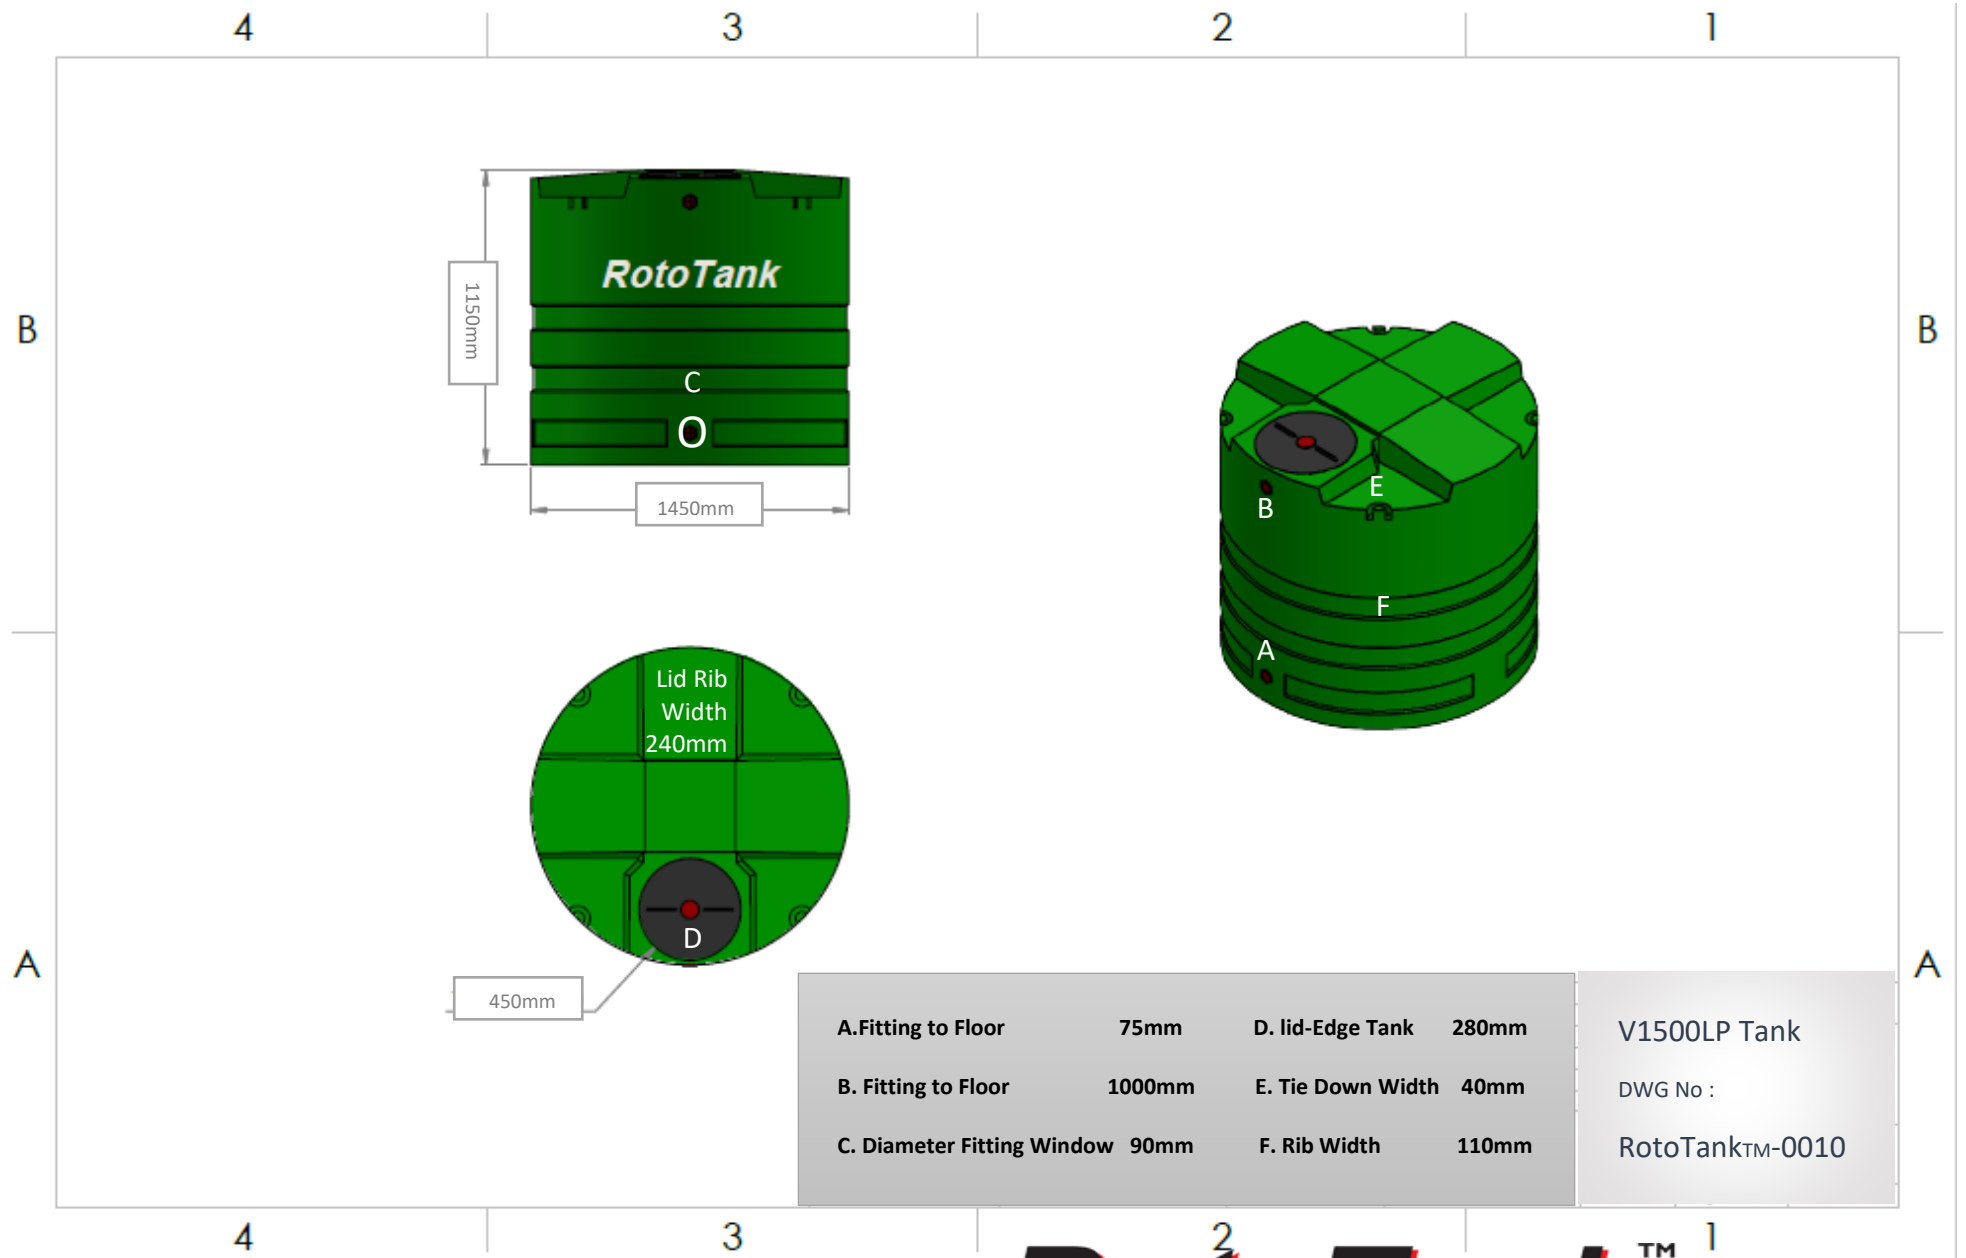 4 3 2 1
RotoTank
1150mm
B
B
C
O
1450mm
E
B
F
A
Lid Rib
Width
240mm
D
A
A
450mm
A.Fitting to Floor 75mm D. lid-Edge Tank 280mm
B. Fitting to Floor 1000mm E. Tie Down Width 40mm
C. Diameter Fitting Window 90mm F. Rib Width 110mm
V1500LP Tank
DWG No :
RotoTank™-0010
4 3 2 1
TM